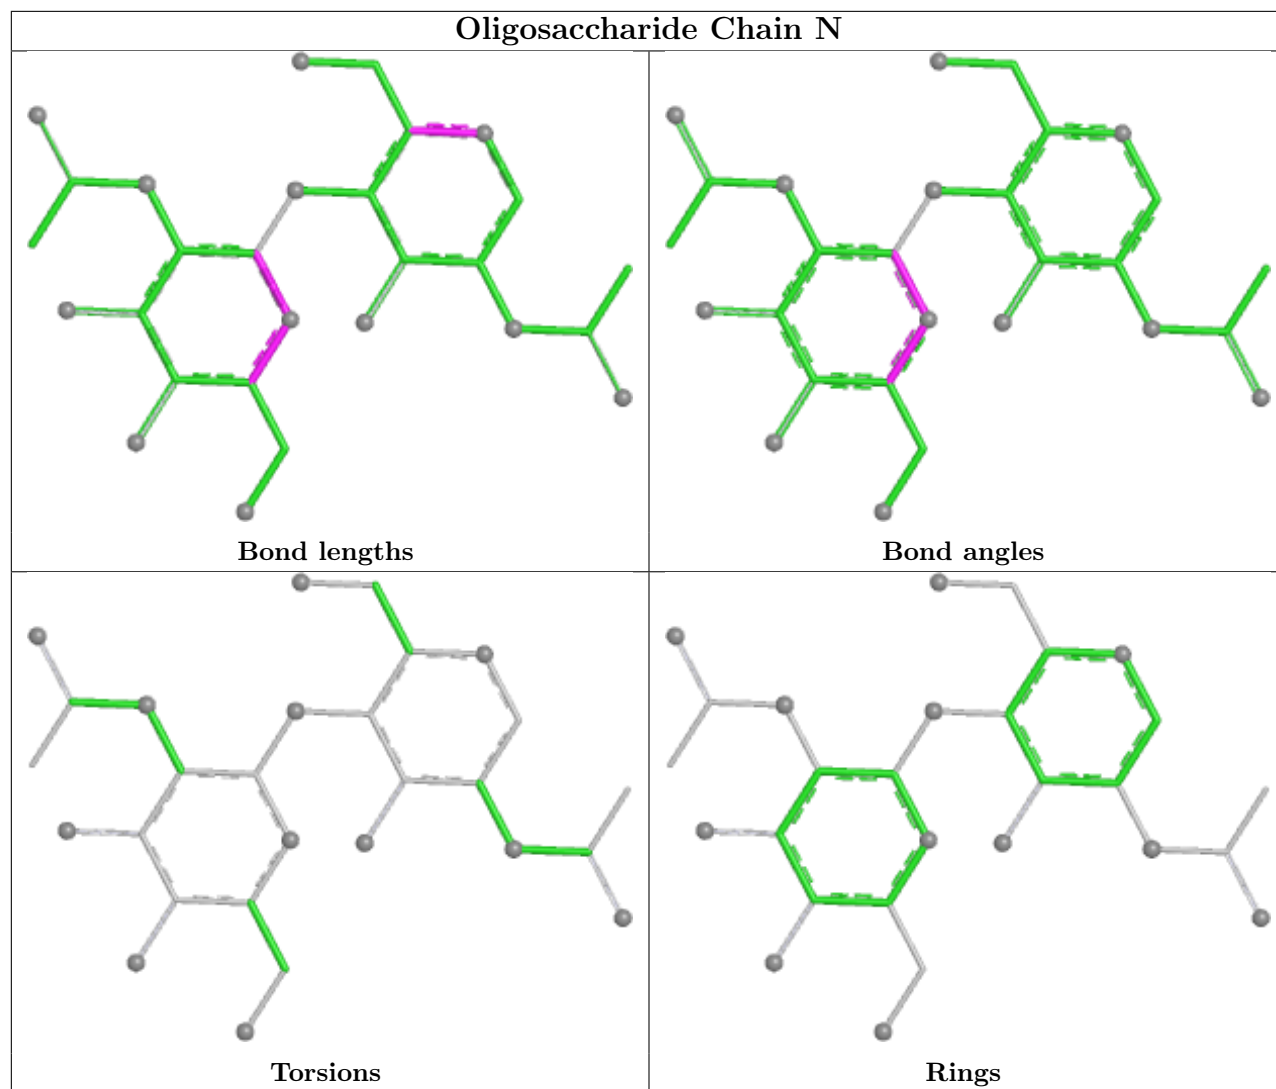 Oligosaccharide Chain N
Bond lengths
Bond angles
Torsions
Rings